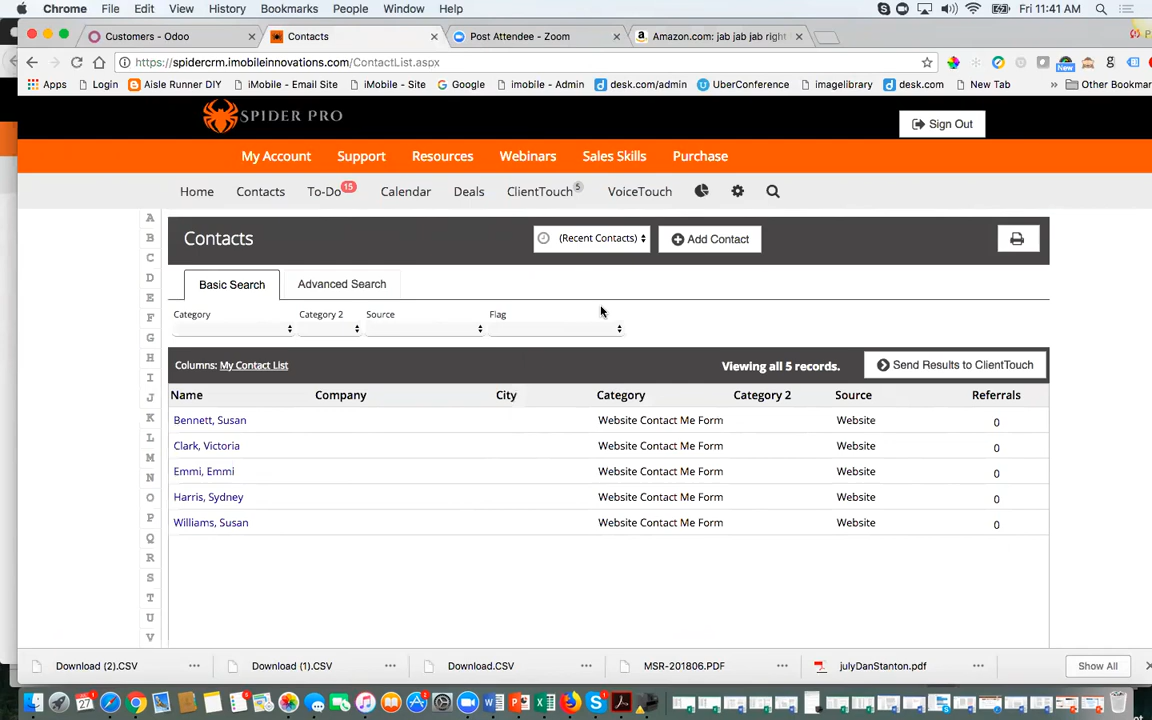 Chrome File Edit View History Bookmarks People Window Help Fri 11:41 AM
Customers - Odoo Contacts Post Attendee - Zoom Amazon.com: jab jab jab right
https://spidercrm.imobileinnovations.com/ContactList.aspx
Apps Login Aisle Runner DIY iMobile - Email Site iMobile - Site Google imobile - Admin desk.com/admin UberConference imagelibrary desk.com New Tab » Other Bookmar
New
SPIDER PRO
Sign Out
My Account Support Resources Webinars Sales Skills Purchase
Home Contacts To-Do 15 Calendar Deals ClientTouch 5 VoiceTouch
Contacts (Recent Contacts) Add Contact
Basic Search Advanced Search
Category Category 2 Source Flag
Columns: My Contact List Viewing all 5 records. Send Results to ClientTouch
Name Company City Category Category 2 Source Referrals
Bennett, Susan Website Contact Me Form Website 0
Clark, Victoria Website Contact Me Form Website 0
Emmi, Emmi Website Contact Me Form Website 0
Harris, Sydney Website Contact Me Form Website 0
Williams, Susan Website Contact Me Form Website 0
A
B
C
D
E
F
G
H
I
J
K
L
M
N
O
P
Q
R
S
T
U
V
Download (2).CSV Download (1).CSV Download.CSV MSR-201806.PDF julyDanStanton.pdf Show All
27